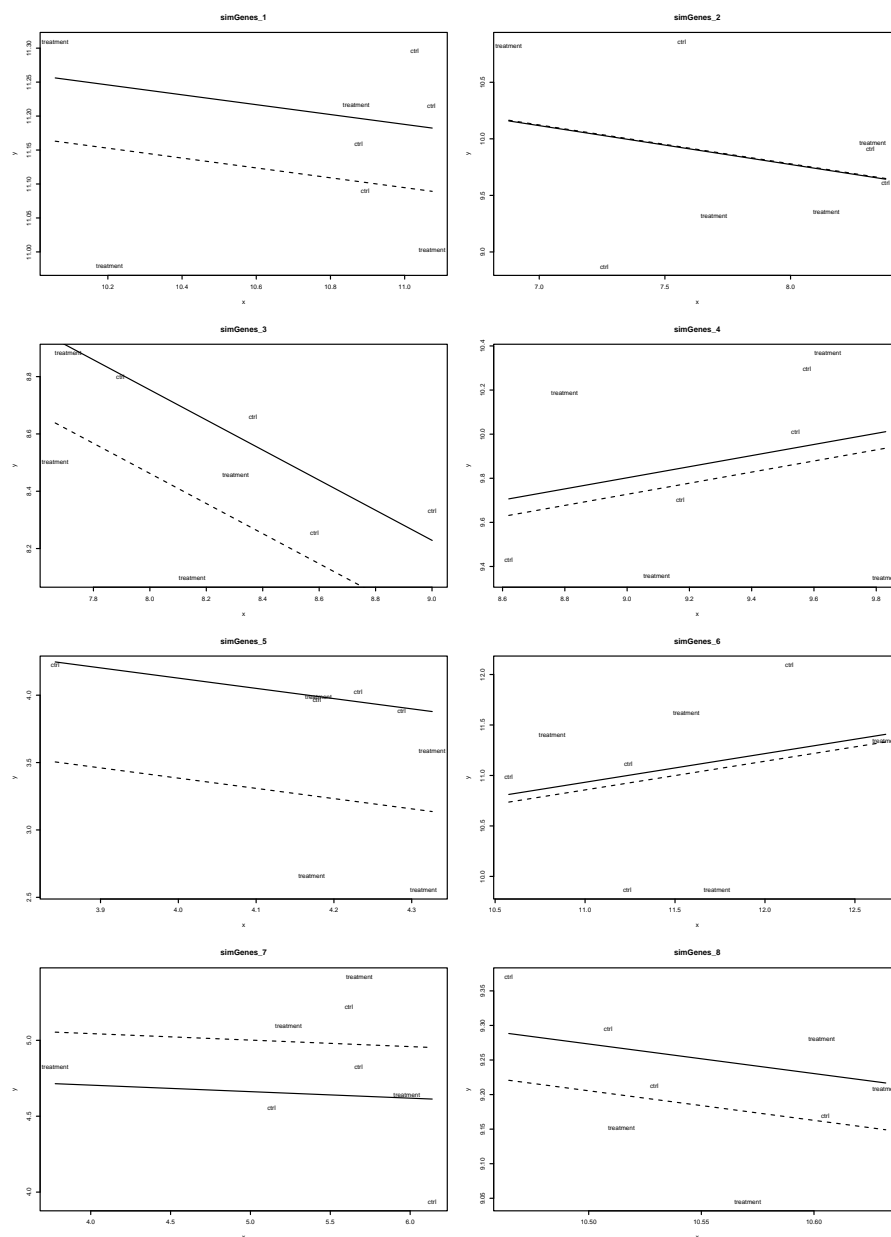 simGenes_1
treatment
ctrl
treatment
ctrl
ctrl
ctrl
treatment
treatment
11.30
11.25
11.20
11.15
11.10
11.05
11.00
y
10.2 10.4 10.6 10.8 11.0
x
simGenes_2
treatment
ctrl
treatment
ctrl
ctrl
treatment
treatment
ctrl
10.5
10.0
9.5
9.0
y
7.0 7.5 8.0
x
simGenes_3
treatment
ctrl
ctrl
treatment
treatment
ctrl
ctrl
treatment
8.8
8.6
8.4
8.2
y
7.8 8.0 8.2 8.4 8.6 8.8 9.0
x
simGenes_4
treatment
ctrl
treatment
ctrl
ctrl
ctrl
treatment
treatm
10.4
10.2
10.0
9.8
9.6
9.4
y
8.6 8.8 9.0 9.2 9.4 9.6 9.8
x
simGenes_5
ctrl
treatment
ctrl
ctrl
ctrl
treatment
treatment
treatment
4.0
3.5
3.0
2.5
y
3.9 4.0 4.1 4.2 4.3
x
simGenes_6
ctrl
treatment
treatment
treatm
ctrl
ctrl
ctrl
treatment
12.0
11.5
11.0
10.5
10.0
y
10.5 11.0 11.5 12.0 12.5
x
simGenes_7
treatment
ctrl
treatment
treatment
ctrl
treatment
ctrl
ctrl
5.0
4.5
4.0
y
4.0 4.5 5.0 5.5 6.0
simGenes_8
ctrl
ctrl
treatment
ctrl
treatm
ctrl
treatment
treatment
9.35
9.30
9.25
9.20
9.15
9.10
9.05
y
10.50 10.55 10.60